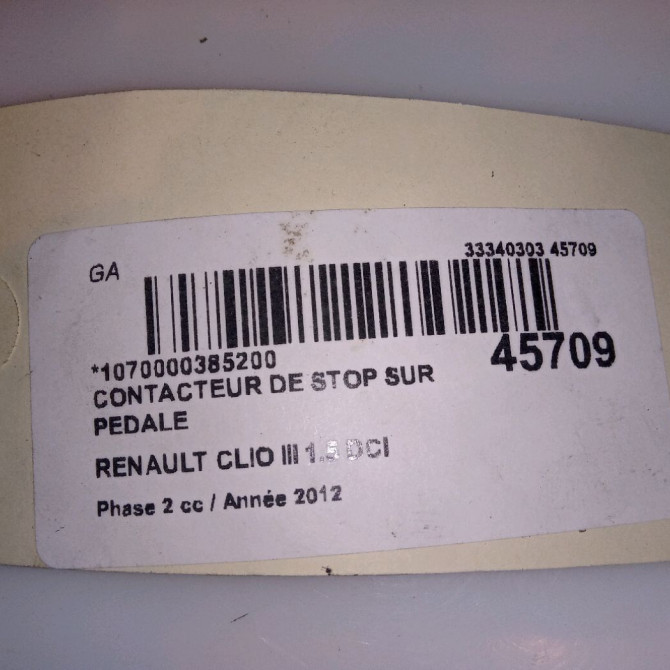 GA
33340303 45709
*1070000385200
45709
CONTACTEUR DE STOP SUR
PEDALE
RENAULT CLIO III 1.5 DCI
Phase 2 cc / Année 2012